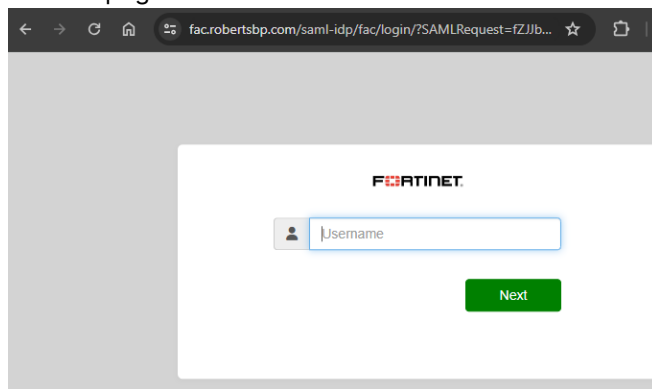 fac.robertsbp.com/saml-idp/fac/login/?SAMLRequest=fZJJb...
FORTINET
Username
Next